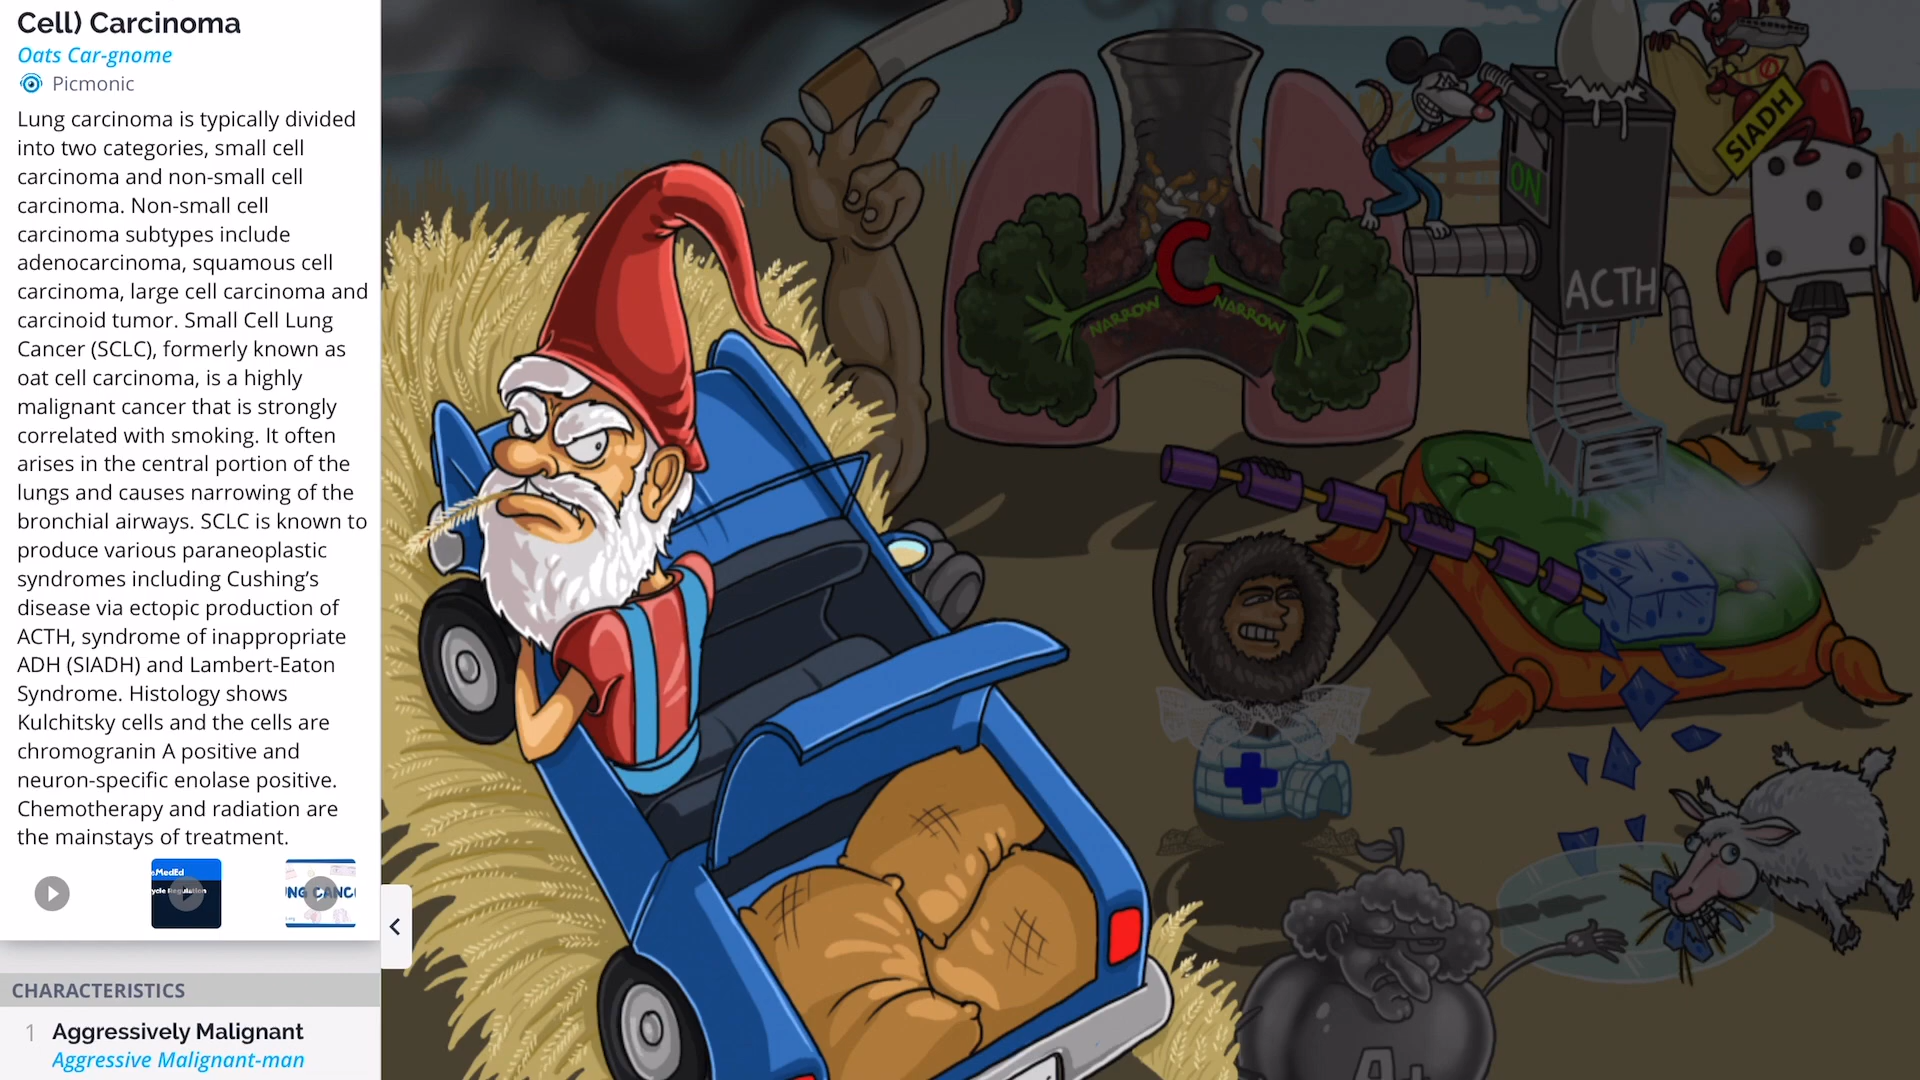 Cell) Carcinoma
Oats Car-gnome
Picmonic
Lung carcinoma is typically divided
into two categories, small cell
carcinoma and non-small cell
carcinoma. Non-small cell
carcinoma subtypes include
adenocarcinoma, squamous cell
carcinoma, large cell carcinoma and
carcinoid tumor. Small Cell Lung
Cancer (SCLC), formerly known as
oat cell carcinoma, is a highly
malignant cancer that is strongly
correlated with smoking. It often
arises in the central portion of the
lungs and causes narrowing of the
bronchial airways. SCLC is known to
produce various paraneoplastic
syndromes including Cushing’s
disease via ectopic production of
ACTH, syndrome of inappropriate
ADH (SIADH) and Lambert-Eaton
Syndrome. Histology shows
Kulchitsky cells and the cells are
chromogranin A positive and
neuron-specific enolase positive.
Chemotherapy and radiation are
the mainstays of treatment.
MedEd
ycle Regulation
NG CANC
CHARACTERISTICS
1 Aggressively Malignant
Aggressive Malignant-man
C
NARROW
NARROW
ON
ACTH
SIADH
A+